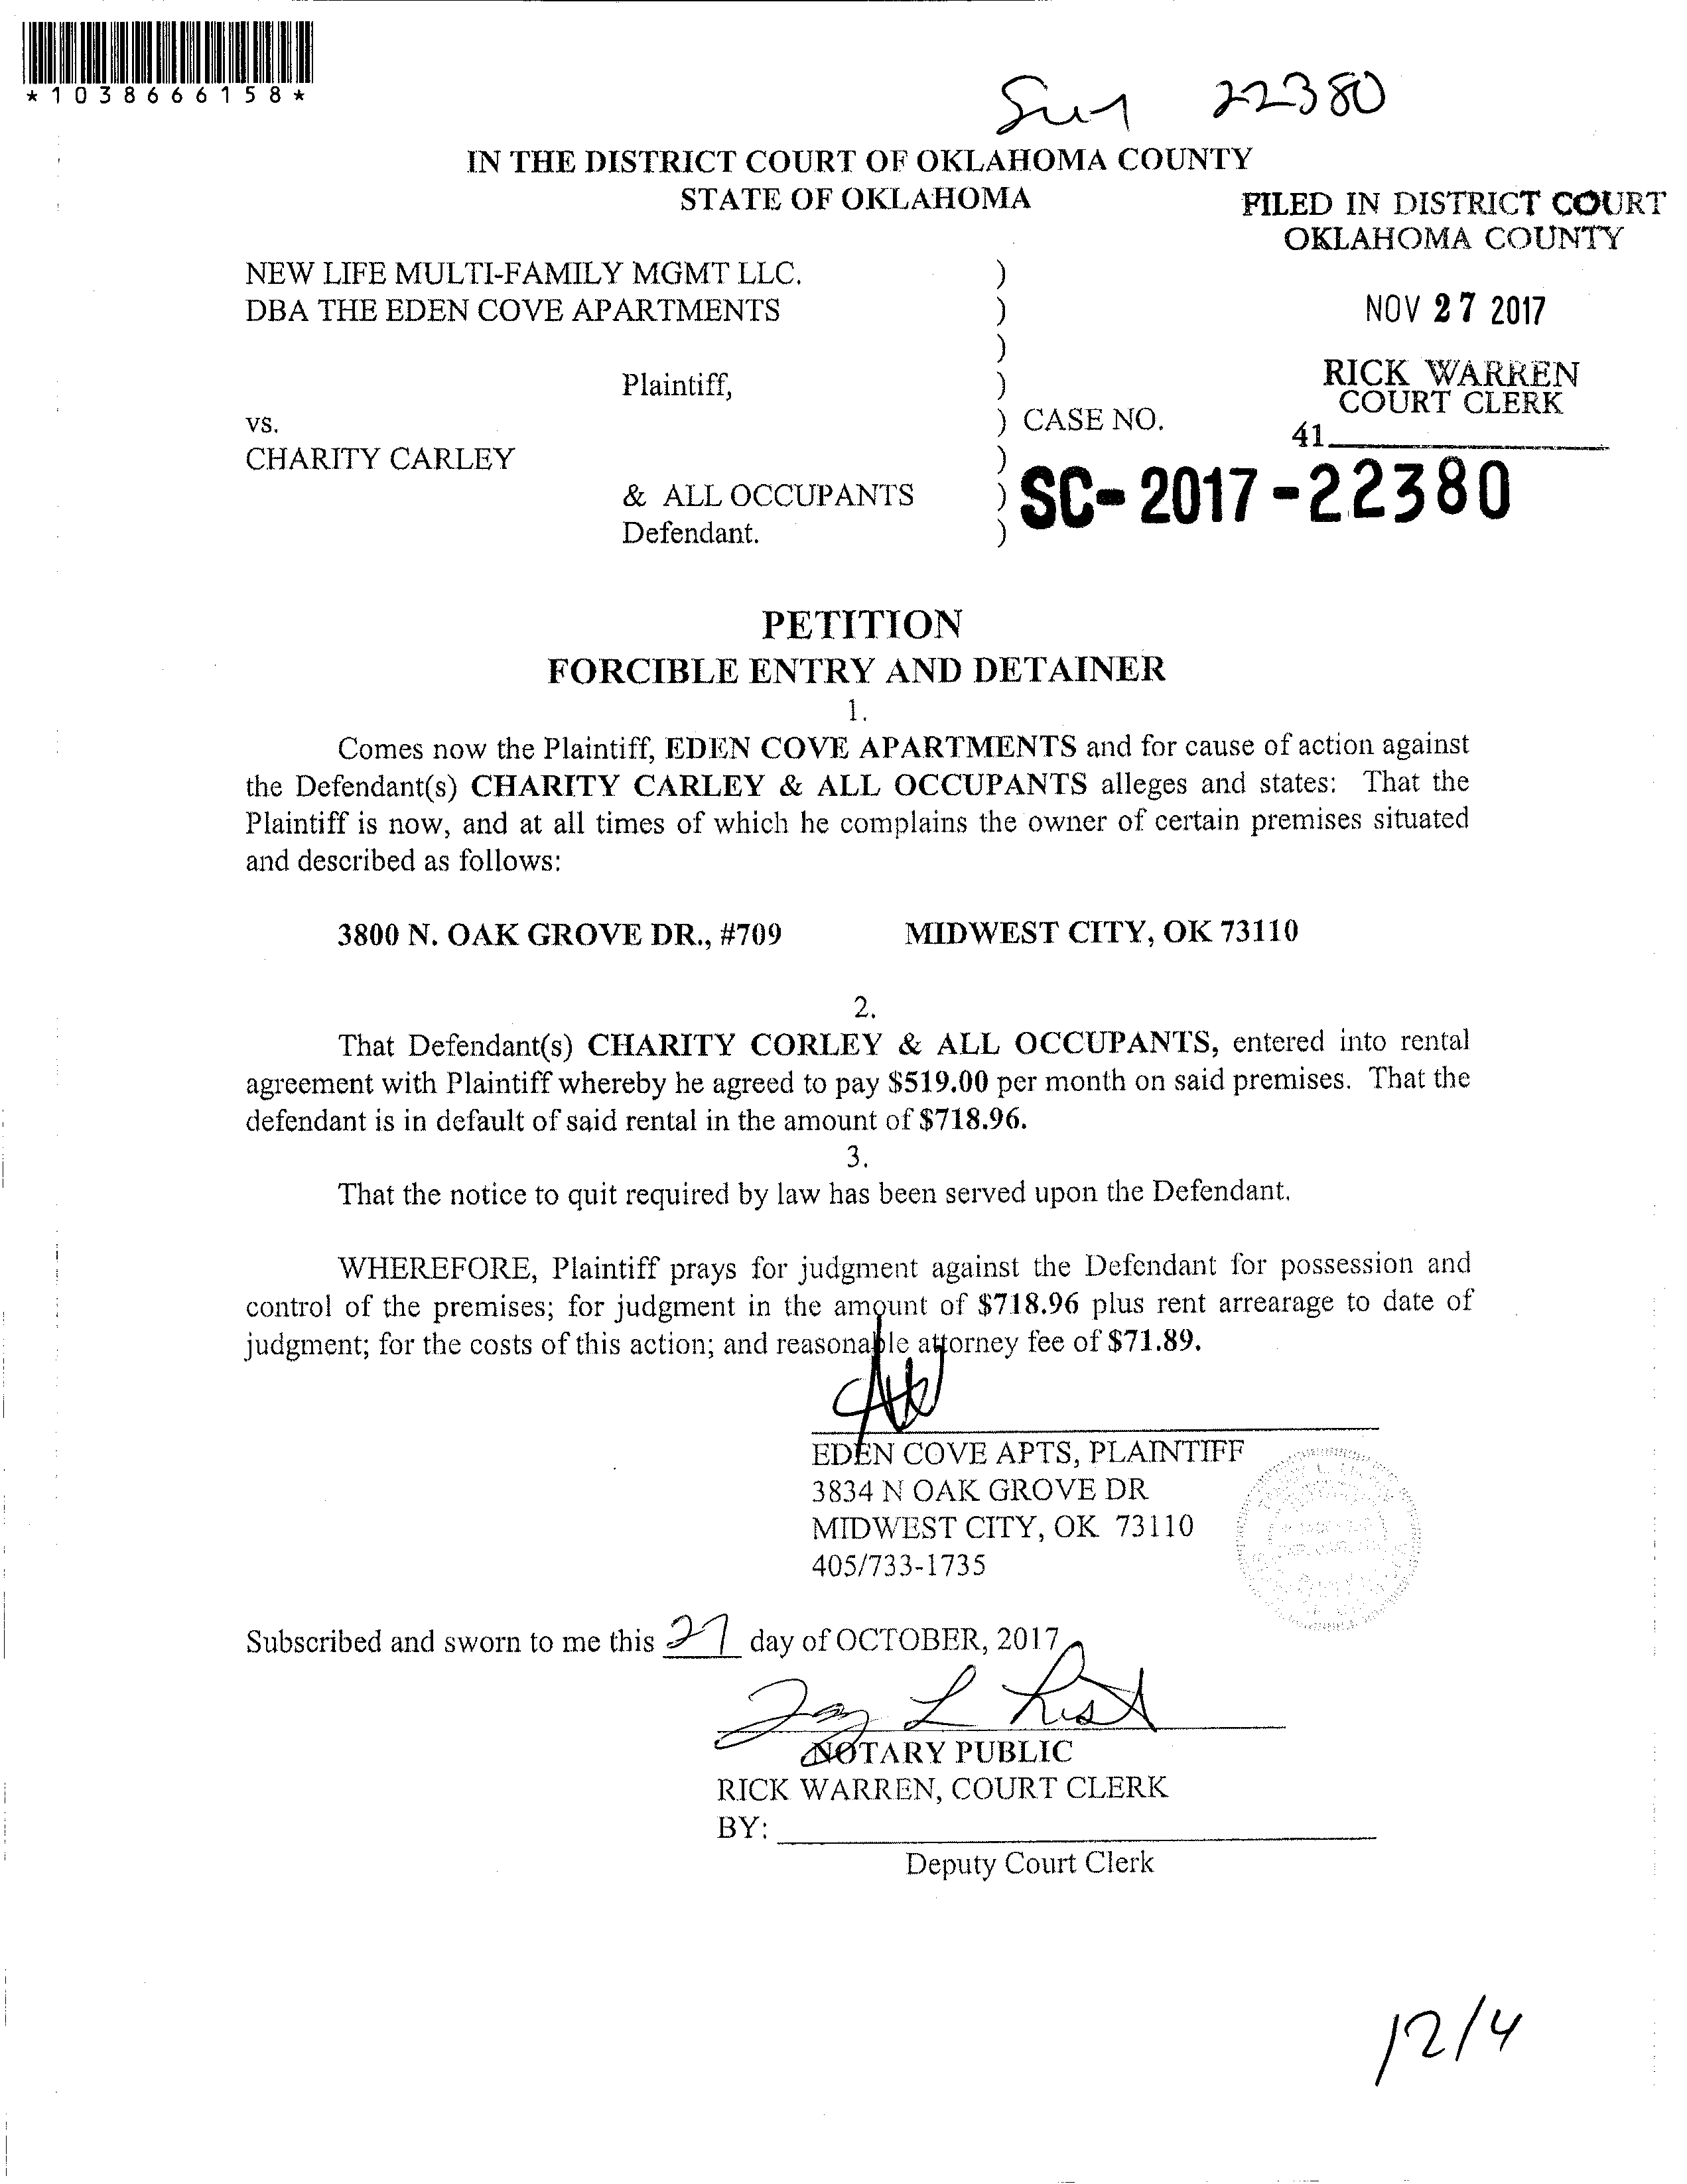 *1038666158*
22380
IN THE DISTRICT COURT OF OKLAHOMA COUNTY
STATE OF OKLAHOMA
FILED IN DISTRICT COURT
OKLAHOMA COUNTY
NOV 27 2017
RICK WARREN
COURT CLERK
41
NEW LIFE MULTI-FAMILY MGMT LLC. )
DBA THE EDEN COVE APARTMENTS )
)
Plaintiff, )
vs. ) CASE NO.
CHARITY CARLEY )
& ALL OCCUPANTS ) SC-2017-22380
Defendant. )
PETITION
FORCIBLE ENTRY AND DETAINER
1.
Comes now the Plaintiff, EDEN COVE APARTMENTS and for cause of action against
the Defendant(s) CHARITY CARLEY & ALL OCCUPANTS alleges and states: That the
Plaintiff is now, and at all times of which he complains the owner of certain premises situated
and described as follows:
3800 N. OAK GROVE DR., #709 MIDWEST CITY, OK 73110
2.
That Defendant(s) CHARITY CORLEY & ALL OCCUPANTS, entered into rental
agreement with Plaintiff whereby he agreed to pay $519.00 per month on said premises. That the
defendant is in default of said rental in the amount of $718.96.
3.
That the notice to quit required by law has been served upon the Defendant.
WHEREFORE, Plaintiff prays for judgment against the Defendant for possession and
control of the premises; for judgment in the amount of $718.96 plus rent arrearage to date of
judgment; for the costs of this action; and reasonable attorney fee of $71.89.
EDEN COVE APTS, PLAINTIFF
3834 N OAK GROVE DR
MIDWEST CITY, OK 73110
405/733-1735
Subscribed and sworn to me this 27 day of OCTOBER, 2017
NOTARY PUBLIC
RICK WARREN, COURT CLERK
BY:
Deputy Court Clerk
12/4